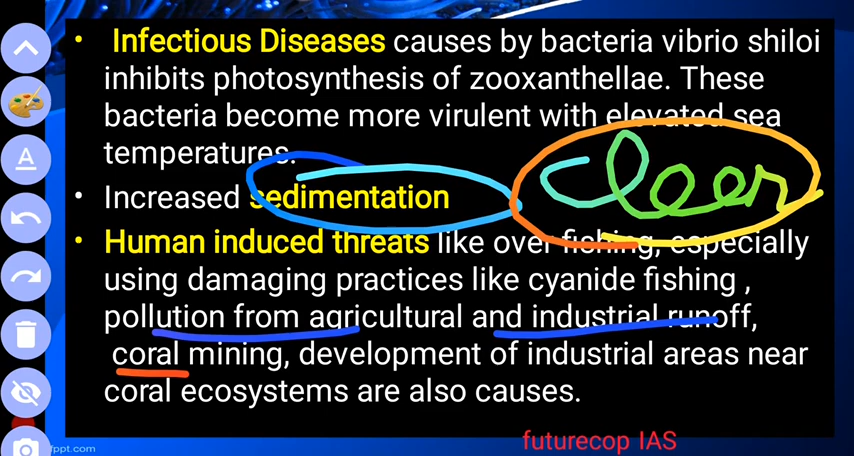 • Infectious Diseases causes by bacteria vibrio shiloi
inhibits photosynthesis of zooxanthellae. These
bacteria become more virulent with elevated sea
temperatures.
Clear
• Increased sedimentation
• Human induced threats like over fishing, especially
using damaging practices like cyanide fishing ,
pollution from agricultural and industrial runoff,
coral mining, development of industrial areas near
coral ecosystems are also causes.
futurecop IAS
fppt.com
A